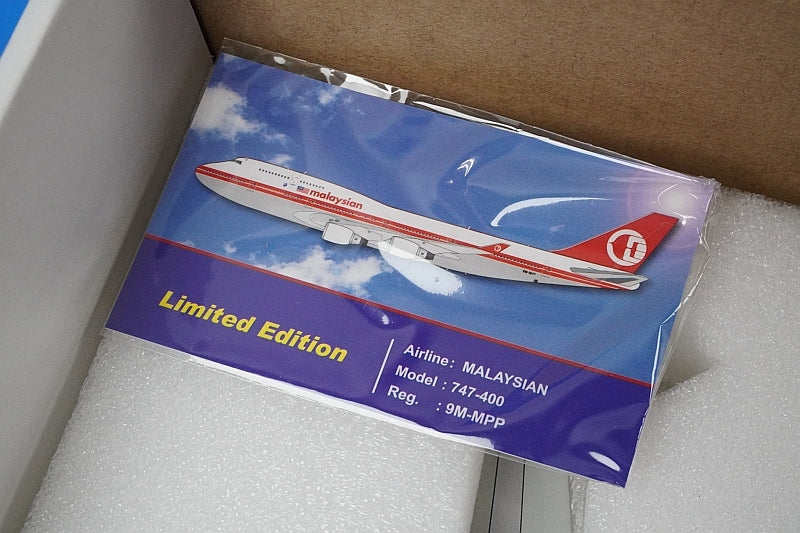 malaysian
Limited Edition
Airline: MALAYSIAN
Model : 747-400
Reg. : 9M-MPP